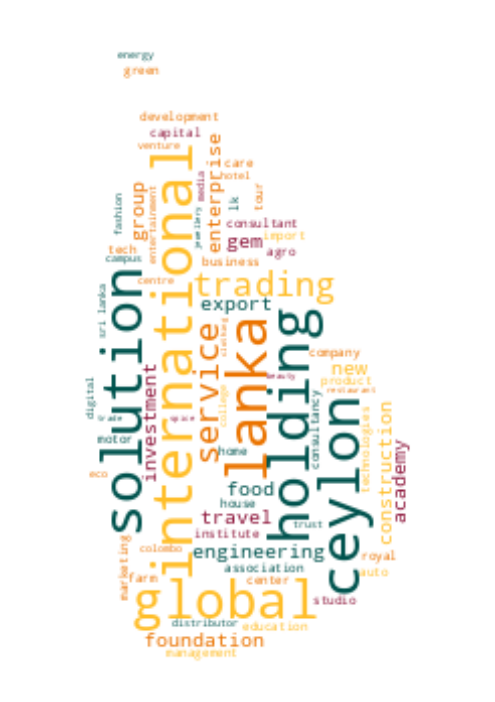 energy
green
development
capital
venture
international
enterprise
care
hotel
media
tour
lk
fashion
group
entertainment
jewellery
consultant
gem
import
agro
tech
campus
business
centre
trading
solution
sri lanka
export
service
lanka
holding
clothing
company
new
product
restaurant
beauty
investment
digital
trade
spice
college
consultancy
ceylon
technologies
construction
academy
motor
home
eco
food
house
travel
trust
institute
engineering
colombo
royal
association
auto
marketing
farm
center
global
studio
distributor
education
foundation
management